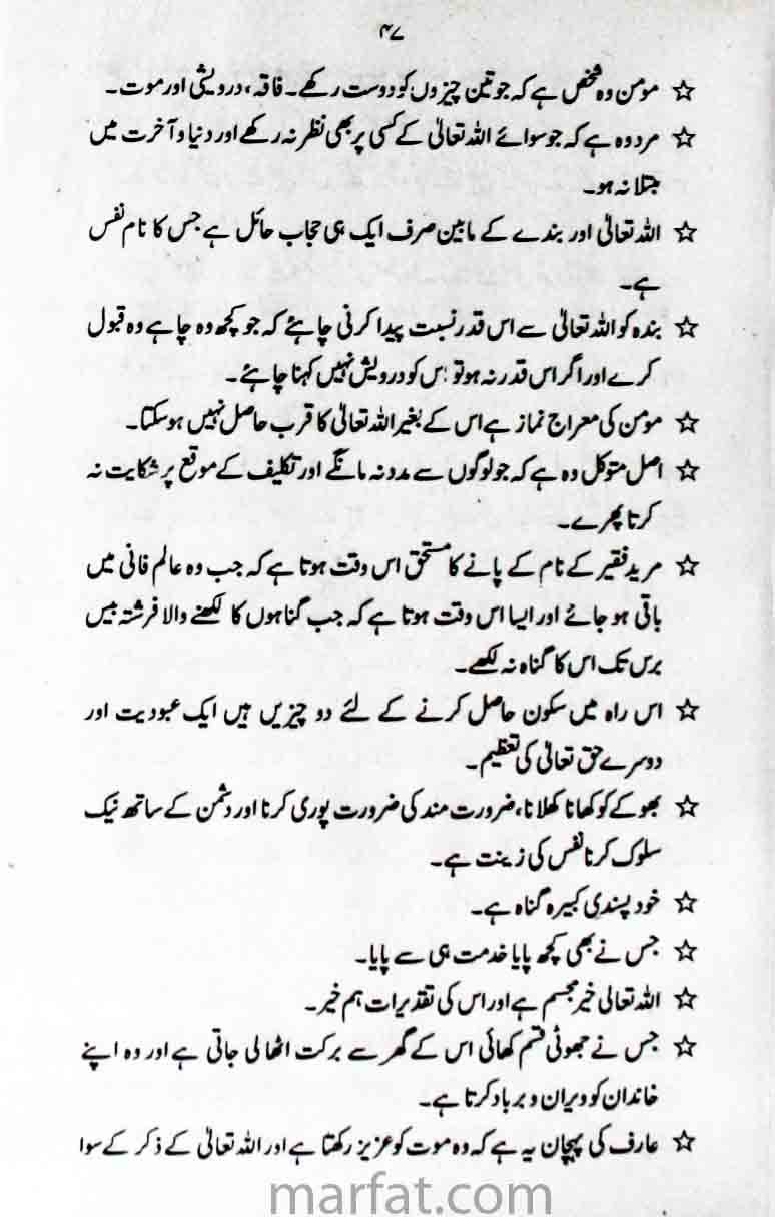 ۴۷
☆ مومن وہ شخص ہے کہ جو تین چیزوں کو دوست رکھے۔ فاقہ، درویشی اور موت۔
☆ مرد وہ ہے کہ جو سوائے اللہ تعالیٰ کے کسی پر بھی نظر نہ رکھے اور دنیا و آخرت میں
مبتلا نہ ہو۔
☆ اللہ تعالیٰ اور بندے کے مابین صرف ایک ہی حجاب حائل ہے جس کا نام نفس
ہے۔
☆ بندہ کو اللہ تعالیٰ سے اس قدر نسبت پیدا کرنی چاہئے کہ جو کچھ وہ چاہے وہ قبول
کرے اور اگر اس قدر نہ ہو تو اس کو درویش نہیں کہنا چاہئے۔
☆ مومن کی معراج نماز ہے اس کے بغیر اللہ تعالیٰ کا قرب حاصل نہیں ہو سکتا۔
☆ اصل متوکل وہ ہے کہ جو لوگوں سے مدد نہ مانگے اور تکلیف کے موقع پر شکایت نہ
کرتا پھرے۔
☆ مرید فقیر کے نام کے پانے کا مستحق اس وقت ہوتا ہے کہ جب وہ عالم فانی میں
باقی ہو جائے اور ایسا اس وقت ہوتا ہے کہ جب گناہوں کا لکھنے والا فرشتہ بیس
برس تک اس کا گناہ نہ لکھے۔
☆ اس راہ میں سکون حاصل کرنے کے لئے دو چیزیں ہیں ایک عبودیت اور
دوسرے حق تعالیٰ کی تعظیم۔
☆ بھوکے کو کھانا کھلانا، ضرورت مند کی ضرورت پوری کرنا اور دشمن کے ساتھ نیک
سلوک کرنا نفس کی زینت ہے۔
☆ خود پسندی کبیرہ گناہ ہے۔
☆ جس نے بھی کچھ پایا خدمت ہی سے پایا۔
☆ اللہ تعالیٰ خیر مجسم ہے اور اس کی تقدیرات ہم خیر۔
☆ جس نے جھوٹی قسم کھائی اس کے گھر سے برکت اٹھا لی جاتی ہے اور وہ اپنے
خاندان کو ویران و برباد کرتا ہے۔
☆ عارف کی پہچان یہ ہے کہ وہ موت کو عزیز رکھتا ہے اور اللہ تعالیٰ کے ذکر کے سوا
marfat.com